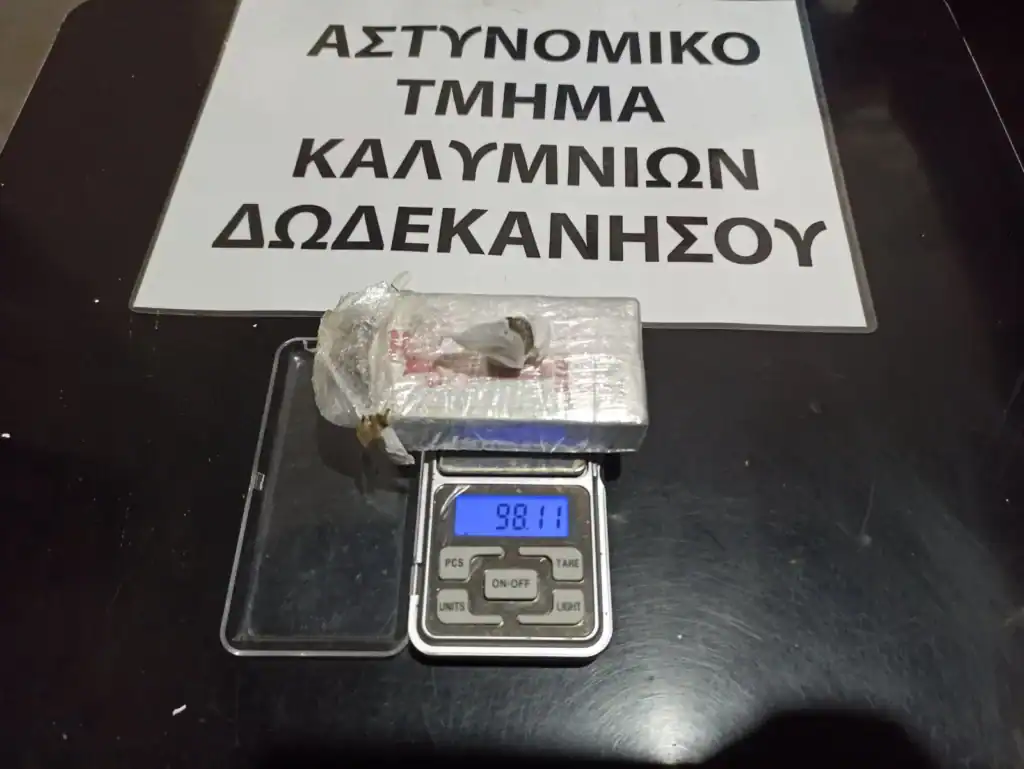 ΑΣΤΥΝΟΜΙΚΟ
ΤΜΗΜΑ
ΚΑΛΥΜΝΙΩΝ
ΔΩΔΕΚΑΝΗΣΟΥ
98.11
PCS TARE
ON-OFF
UNITS LIGHT